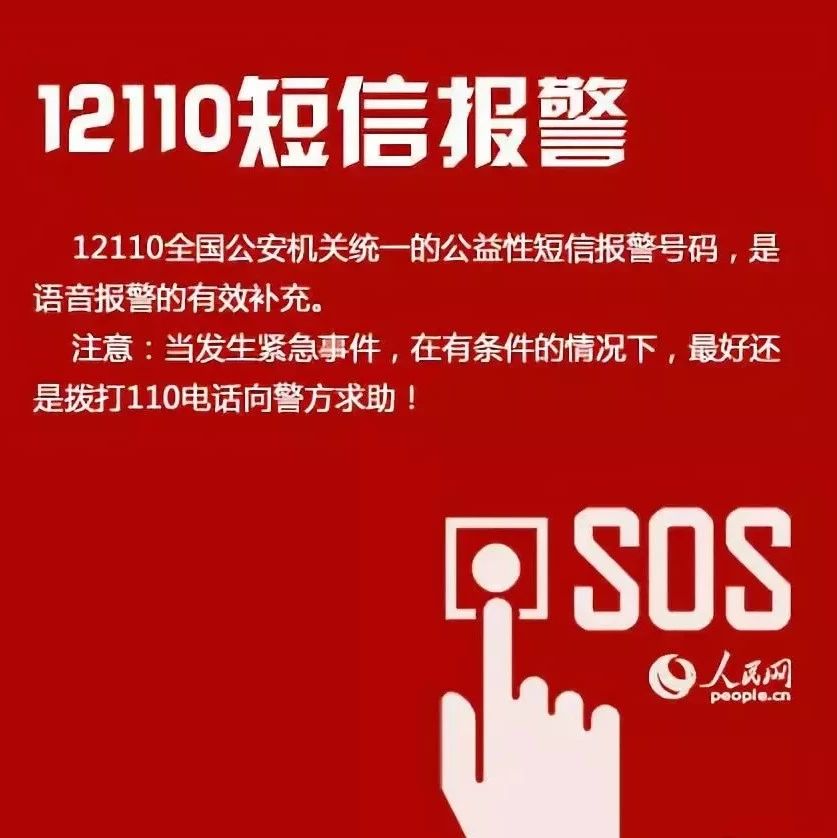 12110短信报警
12110全国公安机关统一的公益性短信报警号码，是
语音报警的有效补充。
注意：当发生紧急事件，在有条件的情况下，最好还
是拨打110电话向警方求助！
SOS
人民网
people.cn